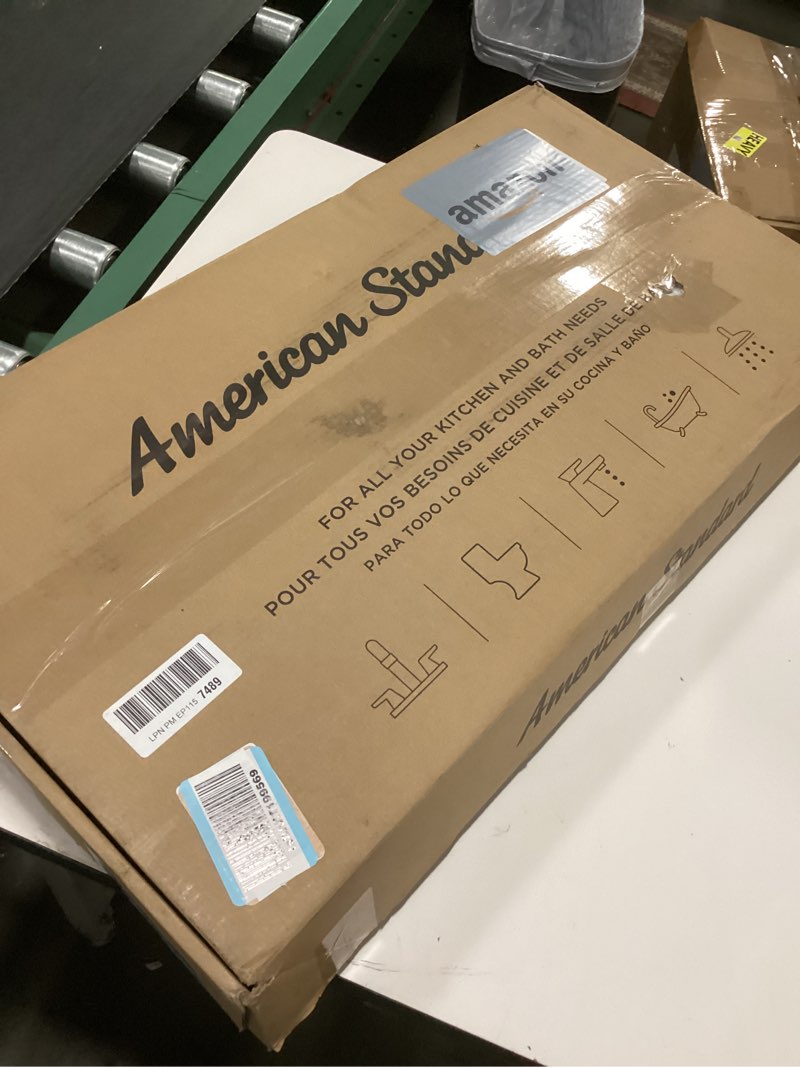 HEAVY
amazon
American Stand
FOR ALL YOUR KITCHEN AND BATH NEEDS
POUR TOUS VOS BESOINS DE CUISINE ET DE SALLE DE
PARA TODO LO QUE NECESITA EN SU COCINA Y BAÑO
American Standard
LPN PM EP115 7489